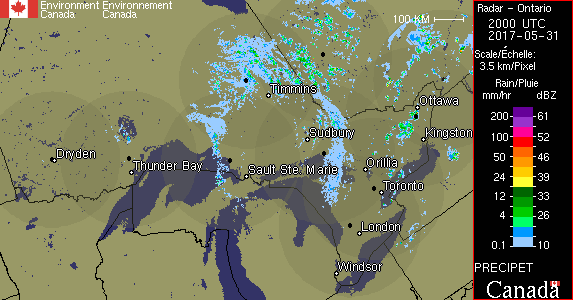 Environment Environnement
Canada Canada
100 KM
Timmins
Ottawa
Sudbury
Kingston
Dryden
Thunder Bay
Sault Ste. Marie
Orillia
Toronto
London
Windsor
Radar - Ontario
2000 UTC
2017-05-31
Scale/Échelle:
3.5 km/Pixel
Rain/Pluie
mm/hr dBZ
200 61
100 52
50 46
24 39
12 33
4 26
0.1 10
PRECIPET
Canada